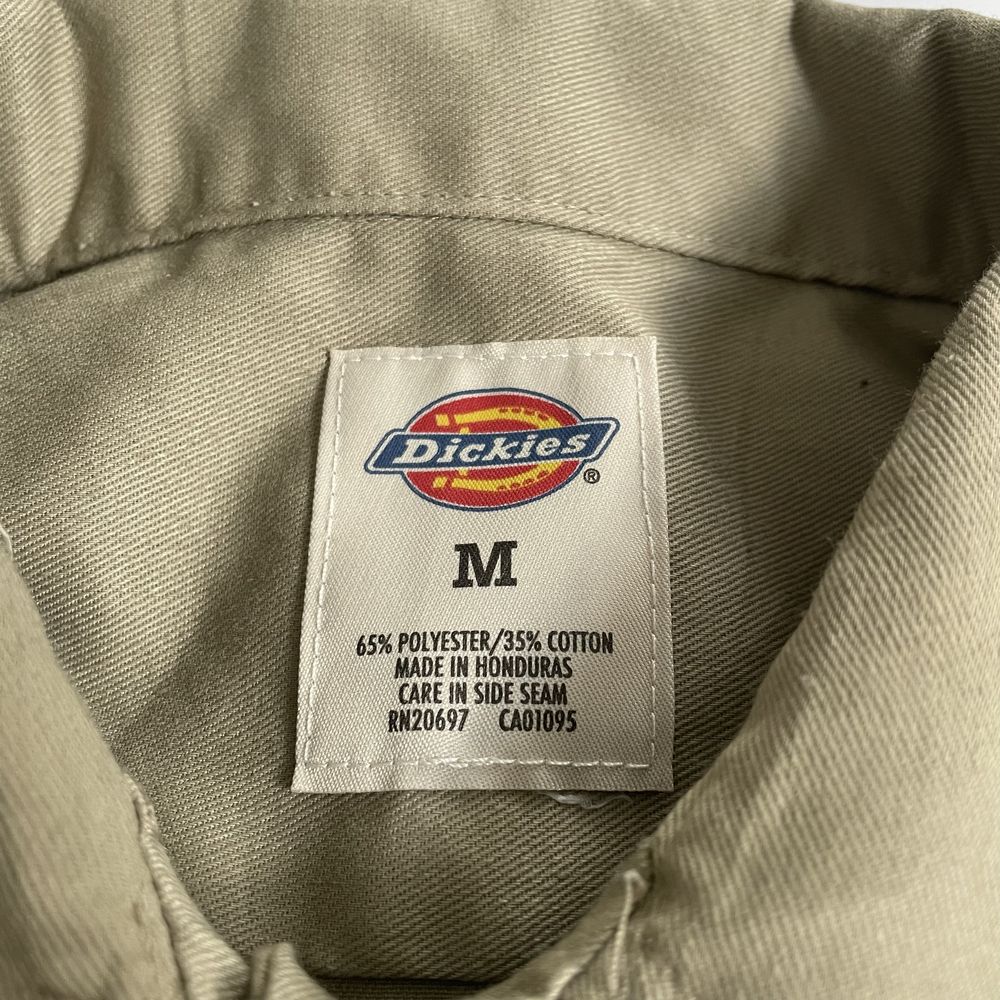 Dickies®
M
65% POLYESTER/35% COTTON
MADE IN HONDURAS
CARE IN SIDE SEAM
RN20697 CA01095